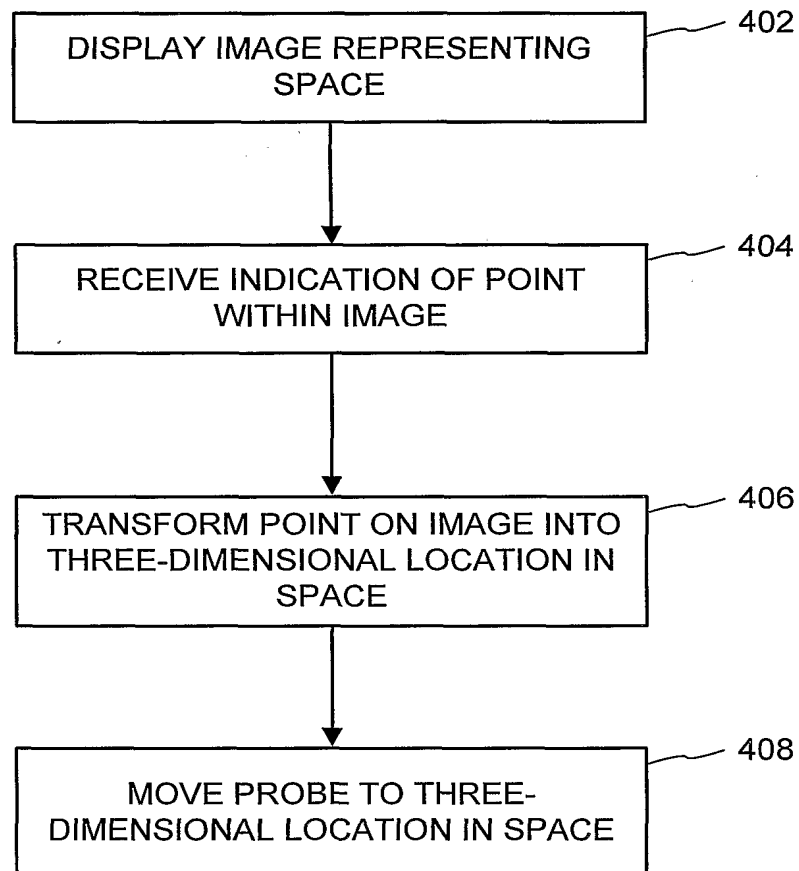 402
DISPLAY IMAGE REPRESENTING
SPACE
404
RECEIVE INDICATION OF POINT
WITHIN IMAGE
406
TRANSFORM POINT ON IMAGE INTO
THREE-DIMENSIONAL LOCATION IN
SPACE
408
MOVE PROBE TO THREE-
DIMENSIONAL LOCATION IN SPACE